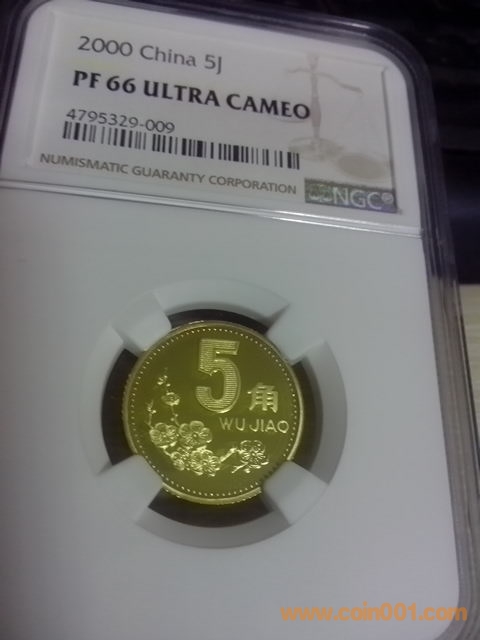 2000 China 5J
PF 66 ULTRA CAMEO
4795329-009
NUMISMATIC GUARANTY CORPORATION
NGC®
5角
WU JIAO
www.coin001.com